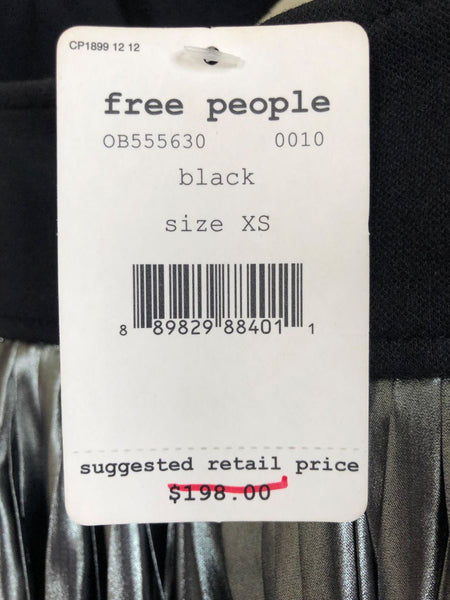 CP1899 12 12
free people
OB555630 0010
black
size XS
8 89829 88401 1
suggested retail price
$198.00